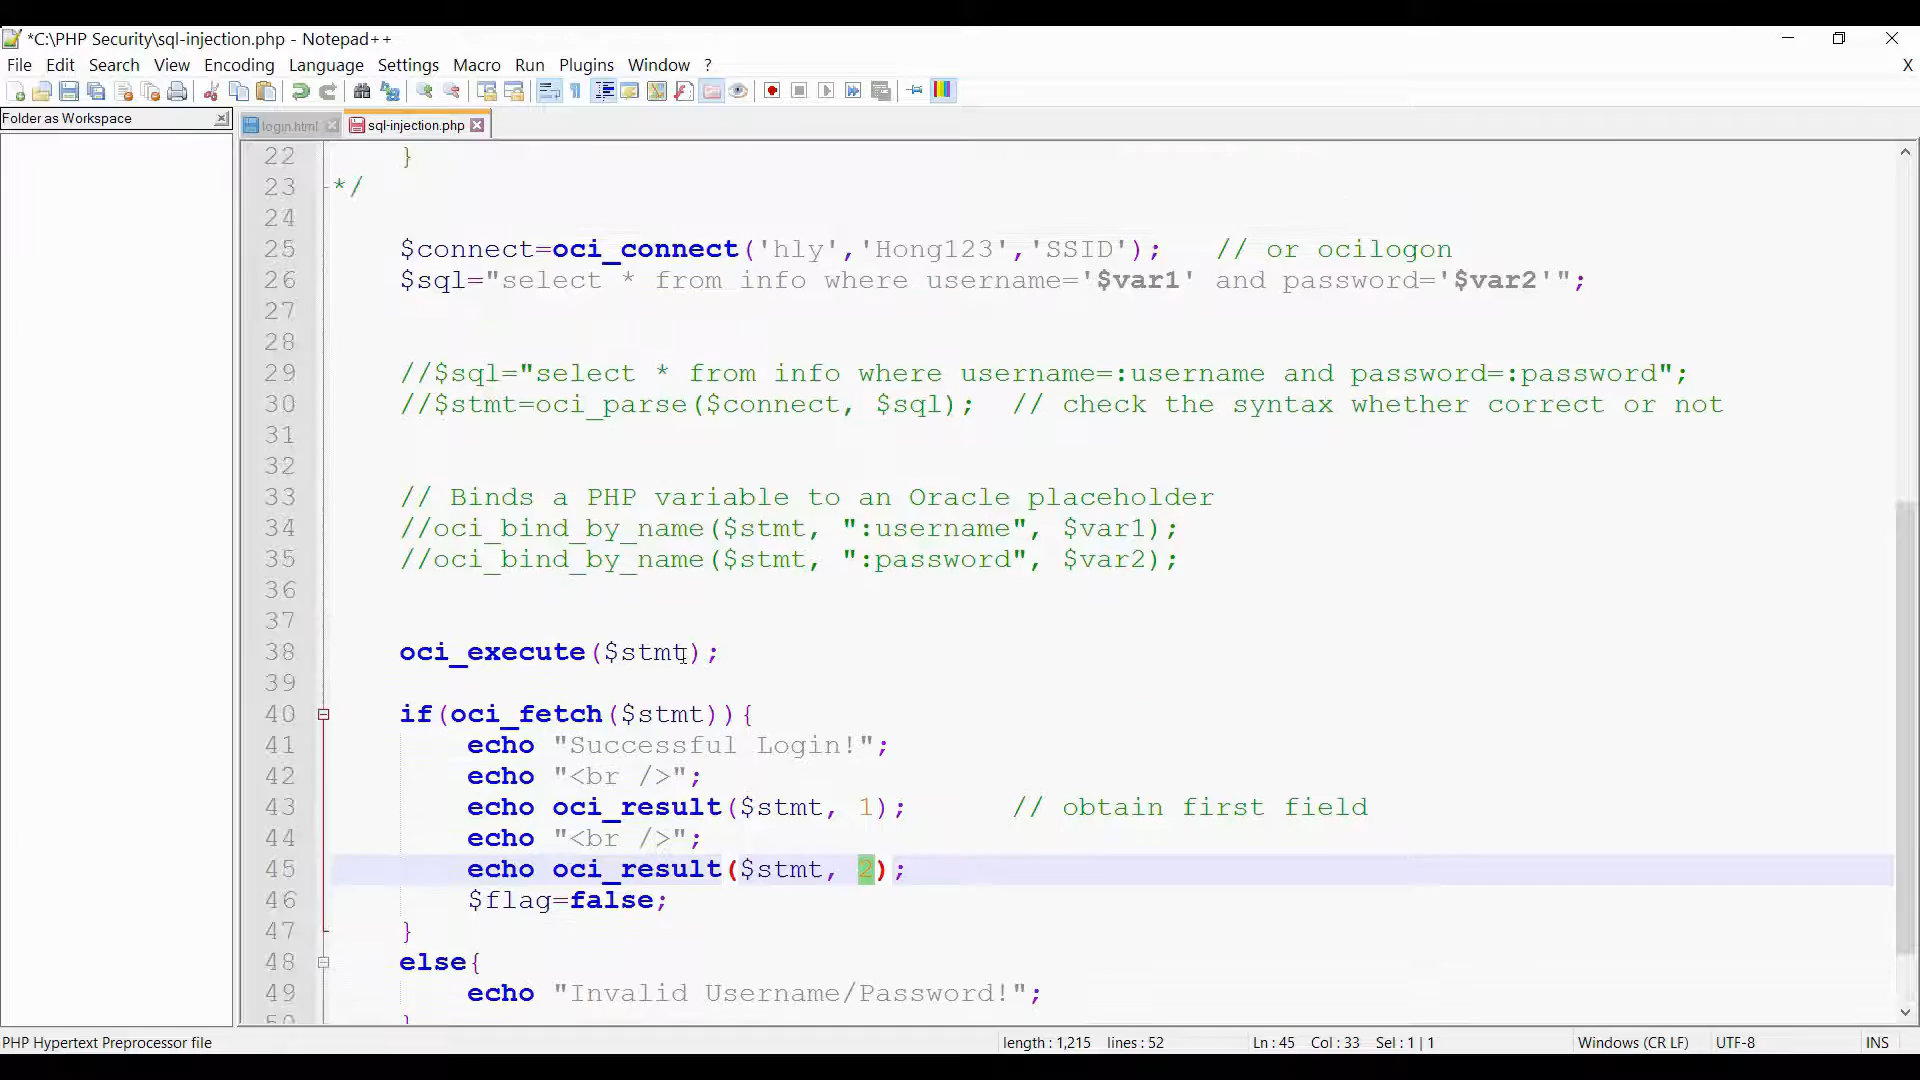 *C:\PHP Security\sql-injection.php - Notepad++
File Edit Search View Encoding Language Settings Macro Run Plugins Window ? X
Folder as Workspace
login.html sql-injection.php
22 }
23 */
24
25 $connect=oci_connect('hly','Hong123','SSID'); // or ocilogon
26 $sql="select * from info where username='$var1' and password='$var2'";
27
28
29 //$sql="select * from info where username=:username and password=:password";
30 //$stmt=oci_parse($connect, $sql); // check the syntax whether correct or not
31
32
33 // Binds a PHP variable to an Oracle placeholder
34 //oci_bind_by_name($stmt, ":username", $var1);
35 //oci_bind_by_name($stmt, ":password", $var2);
36
37
38 oci_execute($stmt);
39
40 if(oci_fetch($stmt)){
41 echo "Successful Login!";
42 echo "<br />";
43 echo oci_result($stmt, 1); // obtain first field
44 echo "<br />";
45 echo oci_result($stmt, 2);
46 $flag=false;
47 }
48 else{
49 echo "Invalid Username/Password!";
50 }
PHP Hypertext Preprocessor file length : 1,215 lines : 52 Ln : 45 Col : 33 Sel : 1 | 1 Windows (CR LF) UTF-8 INS